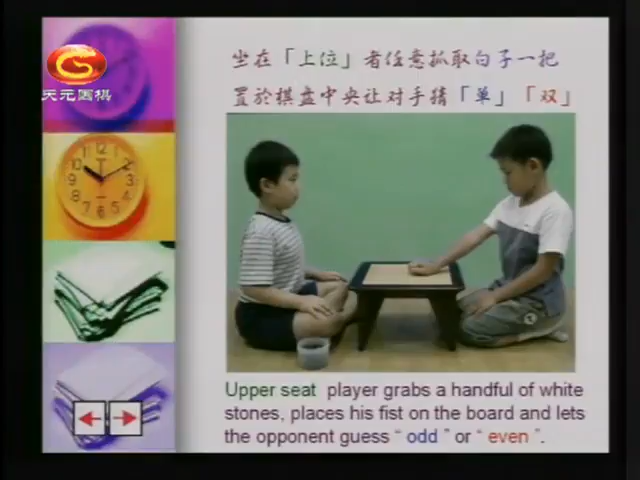 坐在「上位」者任意抓取白子一把
置於棋盘中央让对手猜「单」「双」
天元围棋
Upper seat player grabs a handful of white
stones, places his fist on the board and lets
the opponent guess “ odd ” or “ even ”.